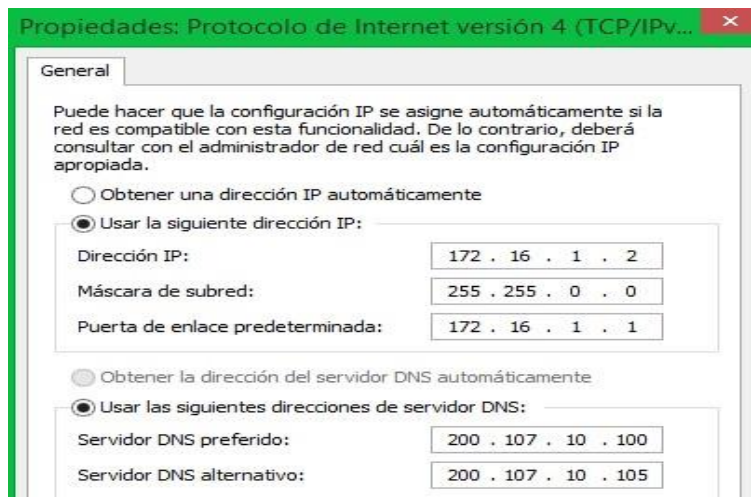 Propiedades: Protocolo de Internet versión 4 (TCP/IPv...
General
Puede hacer que la configuración IP se asigne automáticamente si la
red es compatible con esta funcionalidad. De lo contrario, deberá
consultar con el administrador de red cuál es la configuración IP
apropiada.
Obtener una dirección IP automáticamente
Usar la siguiente dirección IP:
Dirección IP: 172 . 16 . 1 . 2
Máscara de subred: 255 . 255 . 0 . 0
Puerta de enlace predeterminada: 172 . 16 . 1 . 1
Obtener la dirección del servidor DNS automáticamente
Usar las siguientes direcciones de servidor DNS:
Servidor DNS preferido: 200 . 107 . 10 . 100
Servidor DNS alternativo: 200 . 107 . 10 . 105